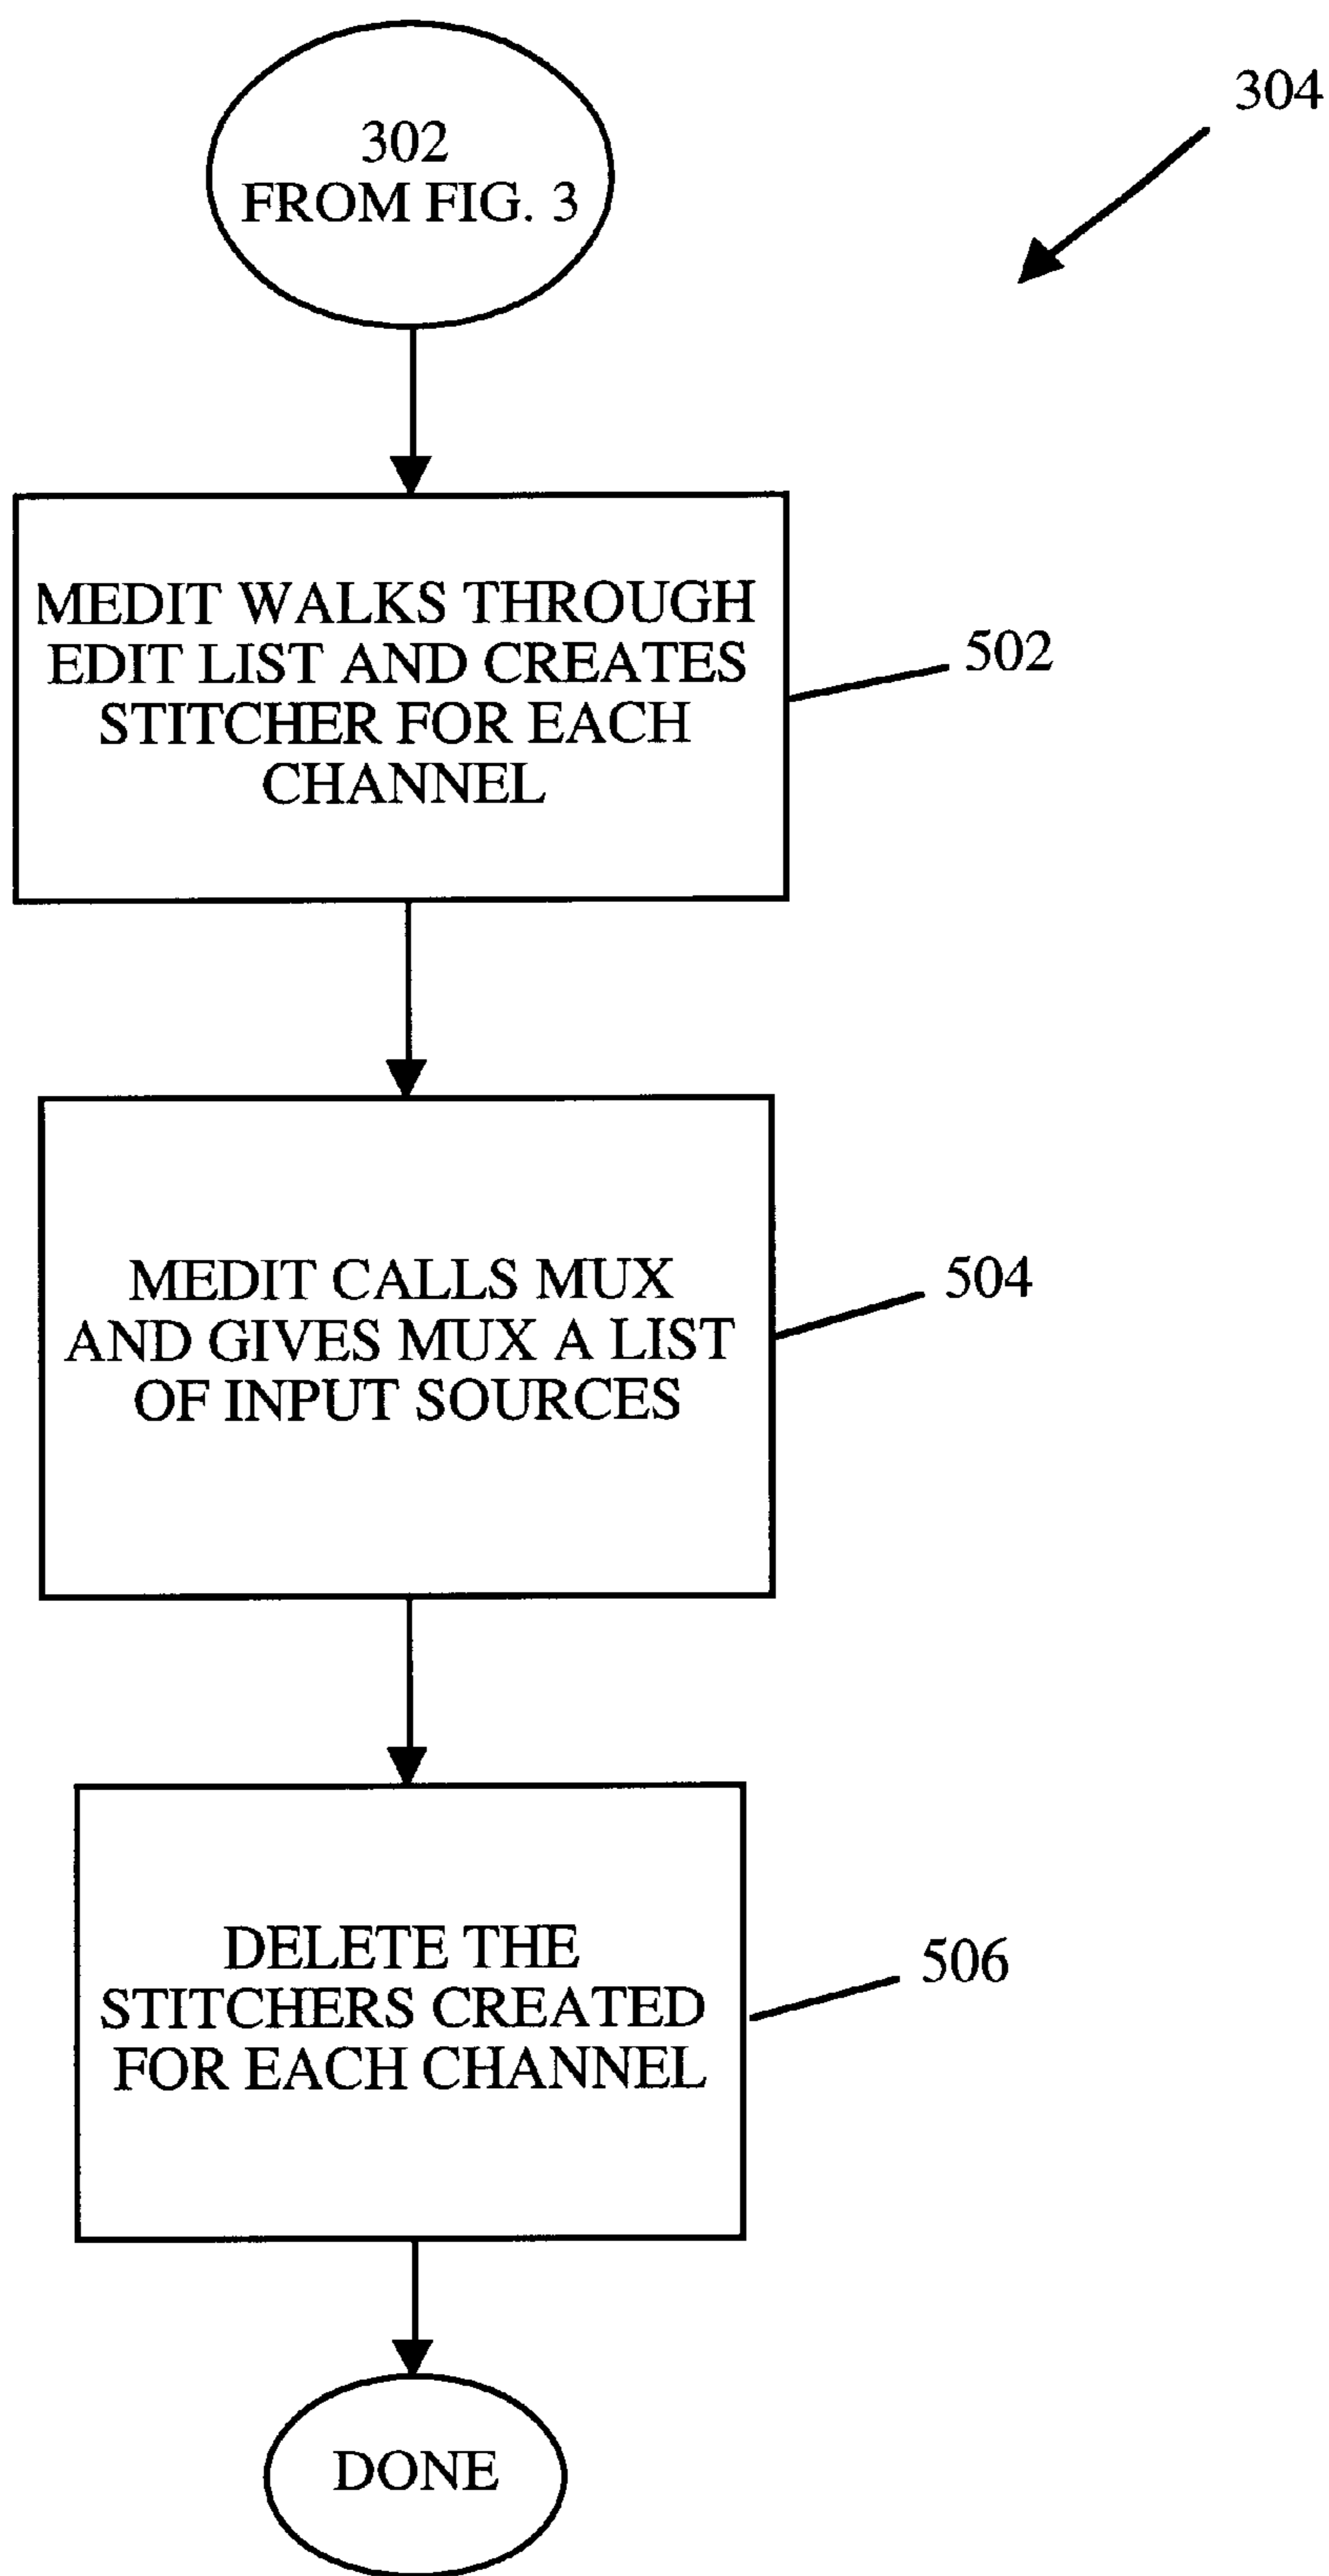 304
302
FROM FIG. 3
MEDIT WALKS THROUGH
EDIT LIST AND CREATES
STITCHER FOR EACH
CHANNEL
502
MEDIT CALLS MUX
AND GIVES MUX A LIST
OF INPUT SOURCES
504
DELETE THE
STITCHERS CREATED
FOR EACH CHANNEL
506
DONE